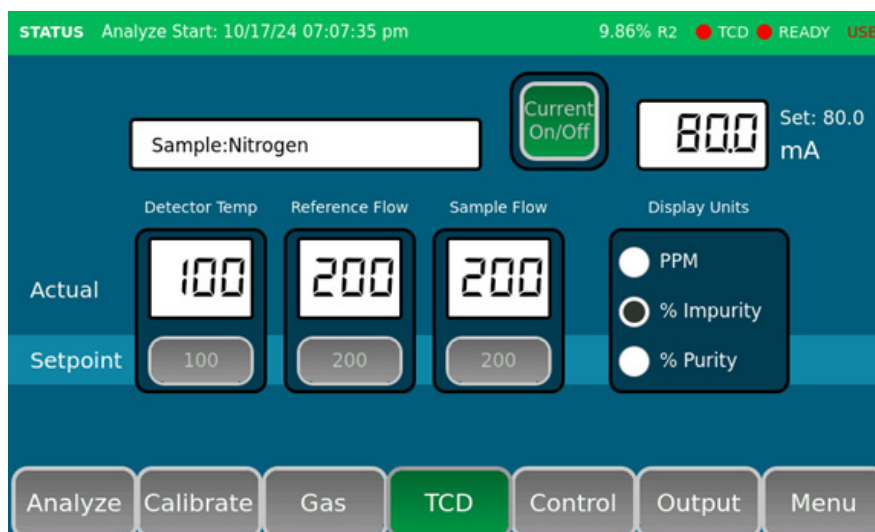 STATUS Analyze Start: 10/17/24 07:07:35 pm 9.86% R2 TCD READY USB
Current
On/Off
Sample:Nitrogen
80.0
Set: 80.0
mA
Detector Temp Reference Flow Sample Flow Display Units
Actual 100 200 200
PPM
% Impurity
% Purity
Setpoint 100 200 200
Analyze Calibrate Gas TCD Control Output Menu